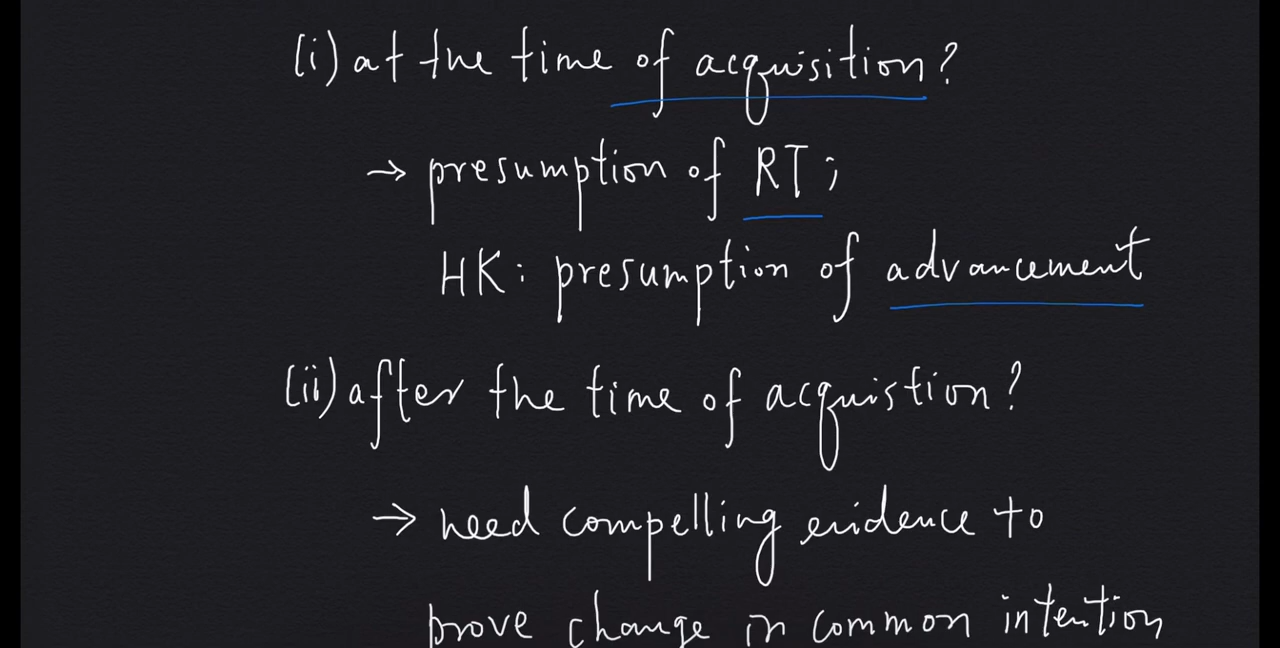 (i) at the time of acquisition?
→ presumption of RT;
HK: presumption of advancement
(ii) after the time of acquistion?
→ need compelling evidence to
prove change in common intention